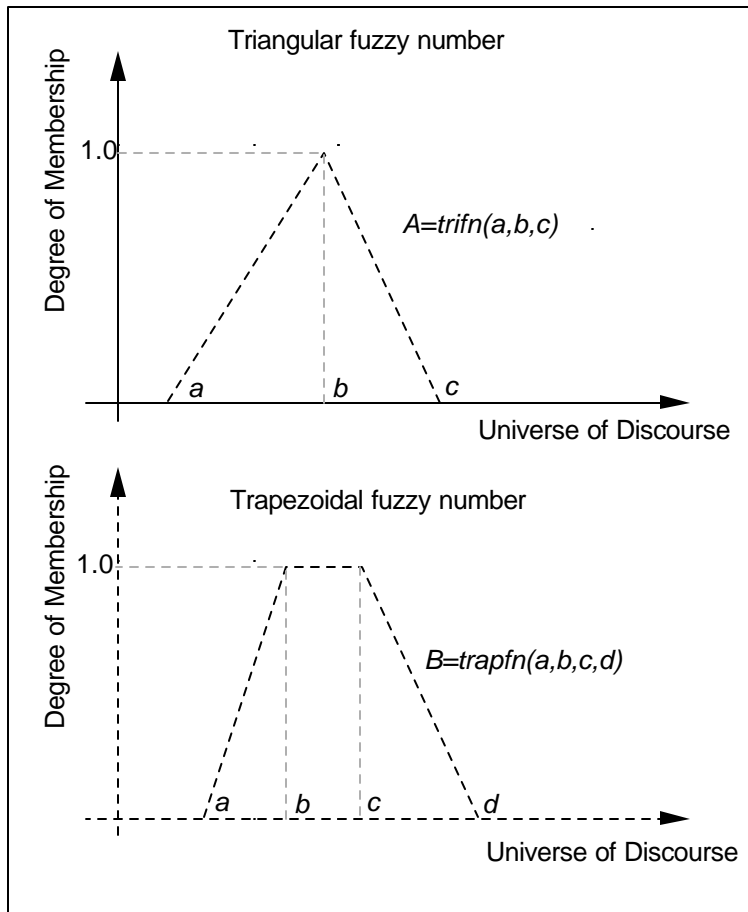 Triangular fuzzy number
Degree of Membership
1.0
A=trifn(a,b,c)
a
b
c
Universe of Discourse
Trapezoidal fuzzy number
Degree of Membership
1.0
B=trapfn(a,b,c,d)
a
b
c
d
Universe of Discourse